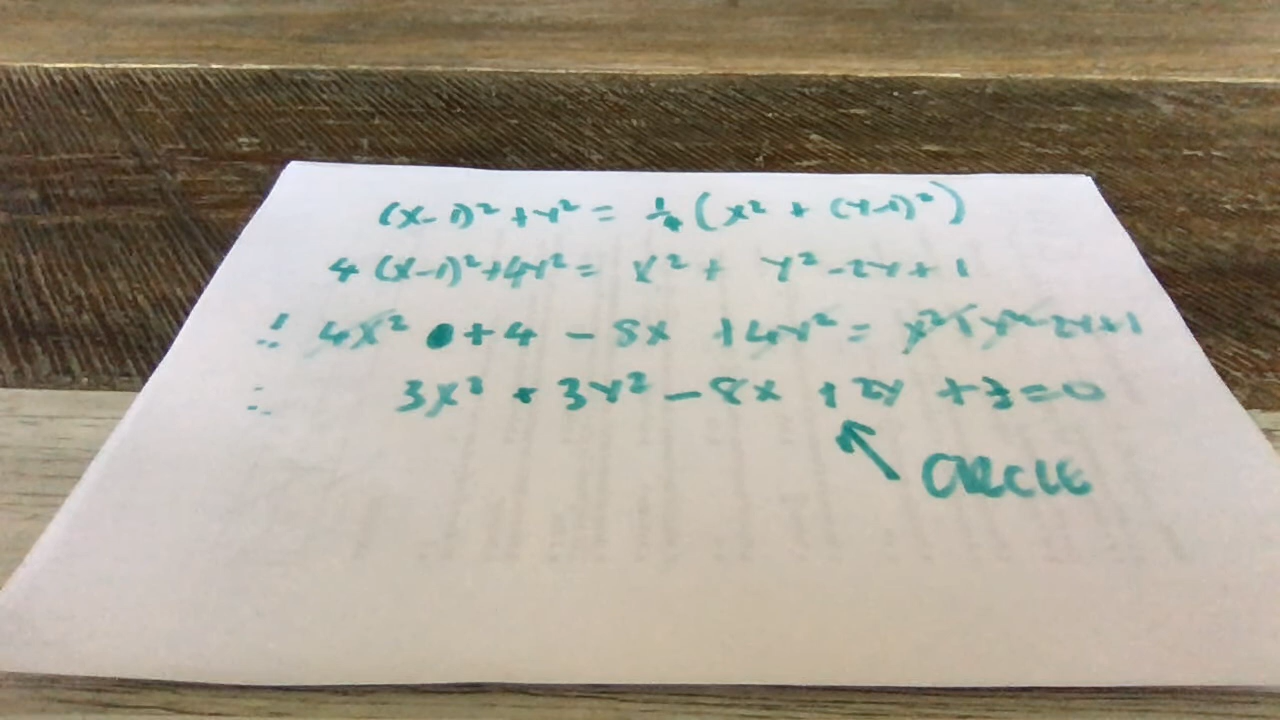 (x-1)² + y² = 1/4 (x² + (y-1)²)
4 (x-1)² + 4y² = x² + y² - 2y + 1
∴ 4x² + 4 - 8x + 4y² = x² + y² - 2y + 1
∴ 3x² + 3y² - 8x + 2y + 3 = 0
CIRCLE